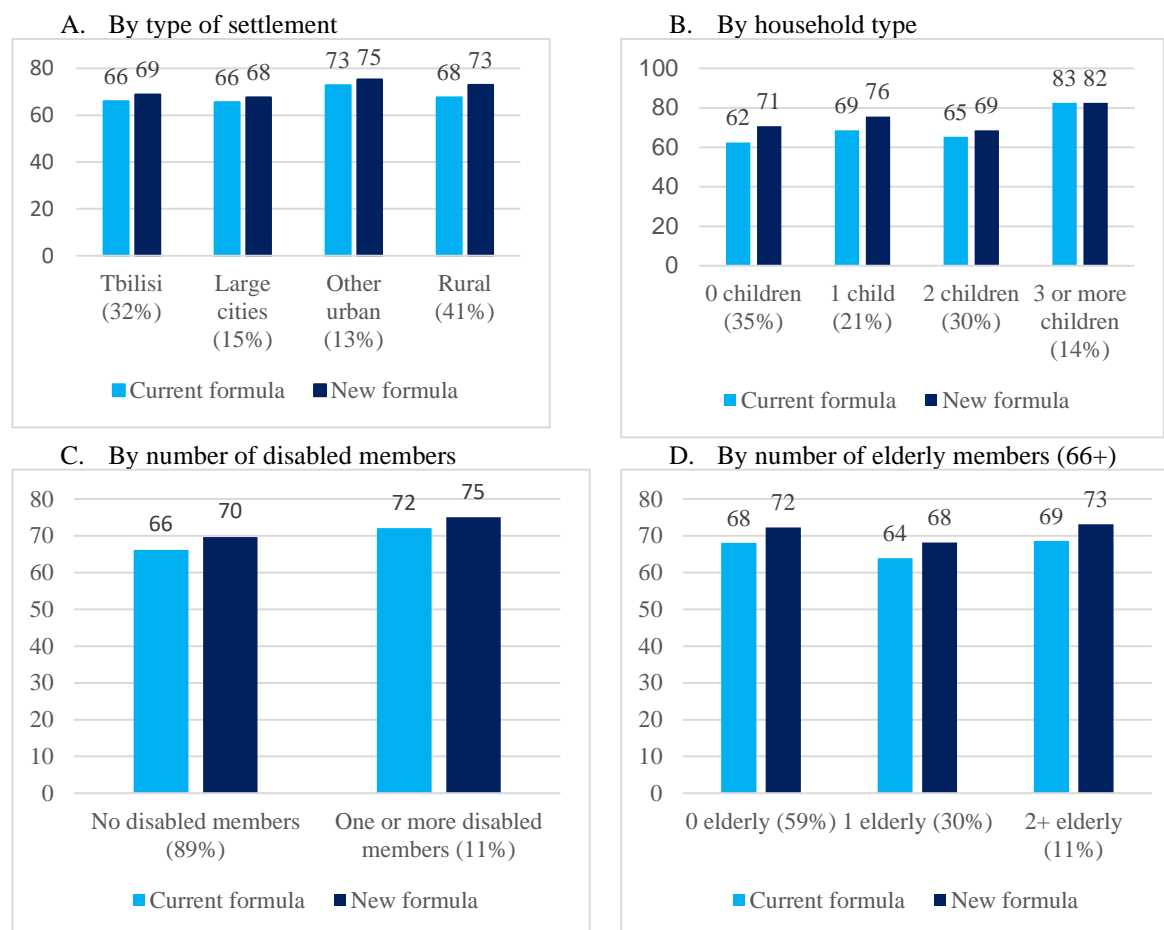 A. By type of settlement
73 75 73
66 69 66 68 68
80
60
40
20
0
Tbilisi Large Other Rural
(32%) cities urban (41%)
(15%) (13%)
Current formula New formula
B. By household type
100
83 82
80
71 69 76 69
62 65
60
40
20
0
0 children 1 child 2 children 3 or more
(35%) (21%) (30%) children
(14%)
Current formula New formula
C. By number of disabled members
80
70
60
50
40
30
20
10
0
66 70 72 75
No disabled members One or more disabled
(89%) members (11%)
Current formula New formula
D. By number of elderly members (66+)
80
70
60
50
40
30
20
10
0
68 72 64 68 69 73
0 elderly (59%) 1 elderly (30%) 2+ elderly
(11%)
Current formula New formula